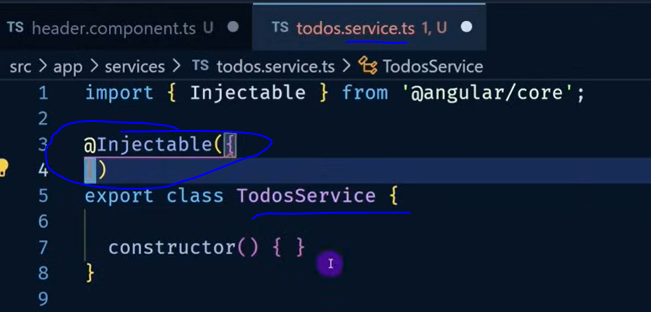 TS header.component.ts U
TS todos.service.ts 1, U
src > app > services > TS todos.service.ts > TodosService
1 import { Injectable } from '@angular/core';
2
3 @Injectable({
4 })
5 export class TodosService {
6
7 constructor() { }
8 }
9